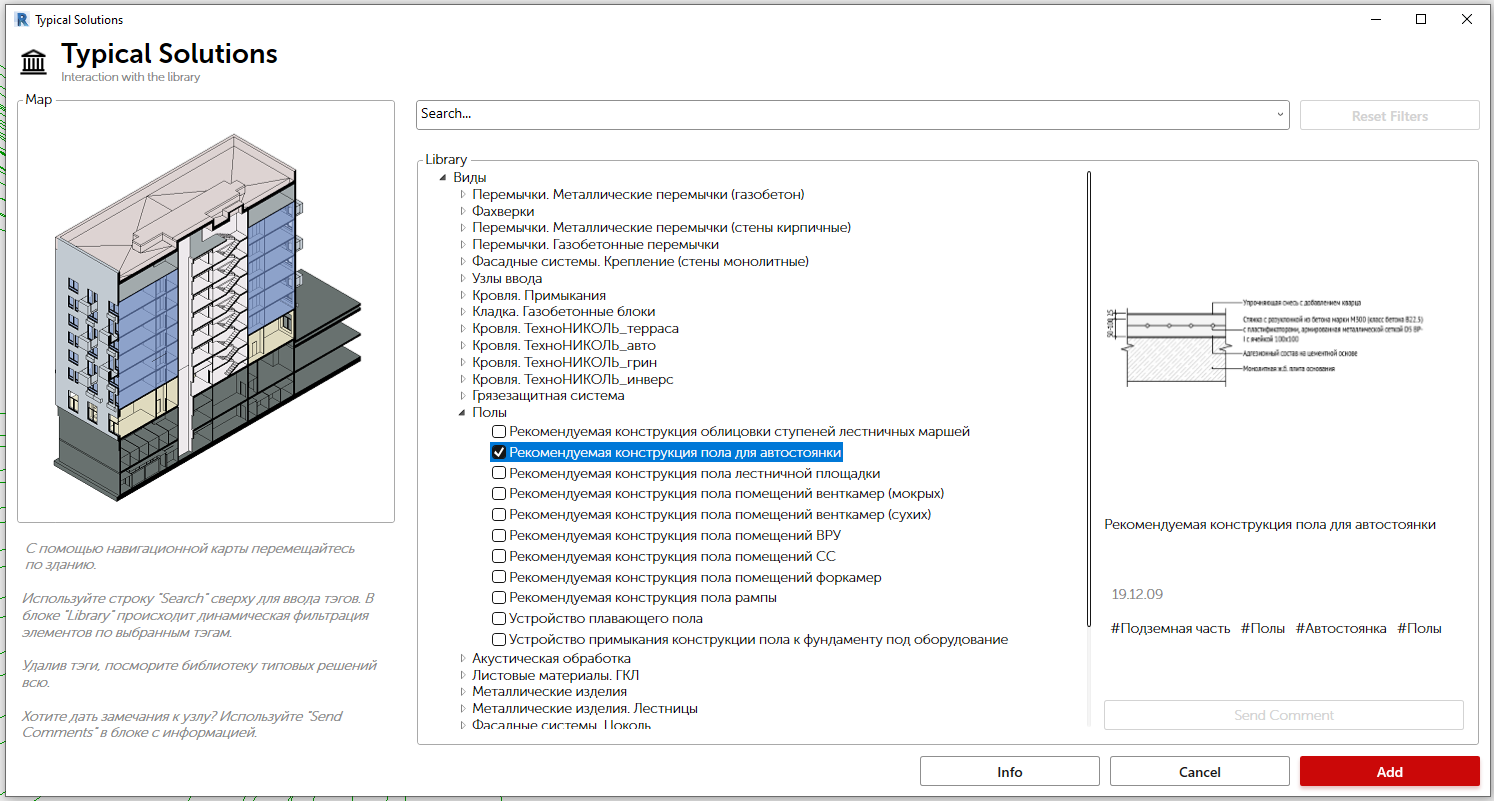 Typical Solutions
Typical Solutions
Interaction with the library
Map
С помощью навигационной карты перемещайтесь
по зданию.
Используйте строку "Search" сверху для ввода тэгов. В
блоке "Library" происходит динамическая фильтрация
элементов по выбранным тэгам.
Удалив тэги, посморите библиотеку типовых решений
всю.
Хотите дать замечания к узлу? Используйте "Send
Comments" в блоке с информацией.
Search...
Reset Filters
Library
Виды
Перемычки. Металлические перемычки (газобетон)
Фахверки
Перемычки. Металлические перемычки (стены кирпичные)
Перемычки. Газобетонные перемычки
Фасадные системы. Крепление (стены монолитные)
Узлы ввода
Кровля. Примыкания
Кладка. Газобетонные блоки
Кровля. ТехноНИКОЛЬ_терраса
Кровля. ТехноНИКОЛЬ_авто
Кровля. ТехноНИКОЛЬ_грин
Кровля. ТехноНИКОЛЬ_инверс
Грязезащитная система
Полы
Рекомендуемая конструкция облицовки ступеней лестничных маршей
Рекомендуемая конструкция пола для автостоянки
Рекомендуемая конструкция пола лестничной площадки
Рекомендуемая конструкция пола помещений венткамер (мокрых)
Рекомендуемая конструкция пола помещений венткамер (сухих)
Рекомендуемая конструкция пола помещений ВРУ
Рекомендуемая конструкция пола помещений СС
Рекомендуемая конструкция пола помещений форкамер
Рекомендуемая конструкция пола рампы
Устройство плавающего пола
Устройство примыкания конструкции пола к фундаменту под оборудование
Акустическая обработка
Листовые материалы. ГКЛ
Металлические изделия
Металлические изделия. Лестницы
Фасадные системы. Цоколь
Упрочняющая смесь с добавлением кварца
Стяжка с разуклонкой из бетона марки М300 (класс бетона В22.5)
с пластификатором, армированная металлической сеткой D5 ВР-
I с ячейкой 100х100
Адгезионный состав на цементной основе
Монолитная ж.б. плита основания
50-100 25
Рекомендуемая конструкция пола для автостоянки
19.12.09
#Подземная часть #Полы #Автостоянка #Полы
Send Comment
Info
Cancel
Add